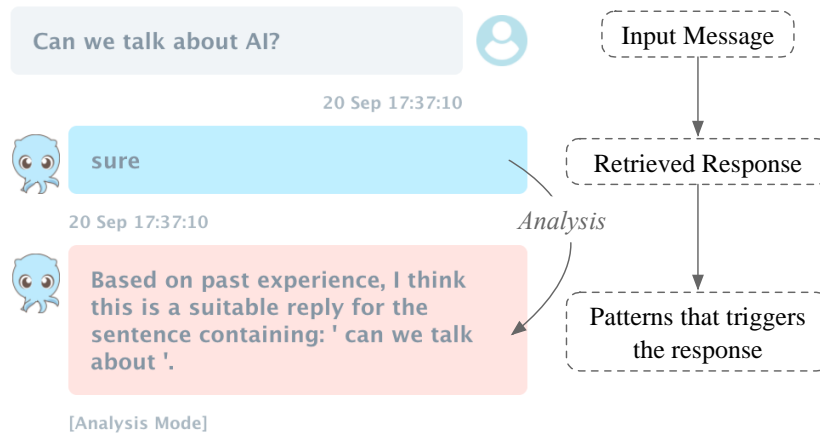 Can we talk about AI?
Input Message
20 Sep 17:37:10
sure
Retrieved Response
20 Sep 17:37:10
Analysis
Based on past experience, I think
this is a suitable reply for the
sentence containing: ' can we talk
about '.
Patterns that triggers
the response
[Analysis Mode]